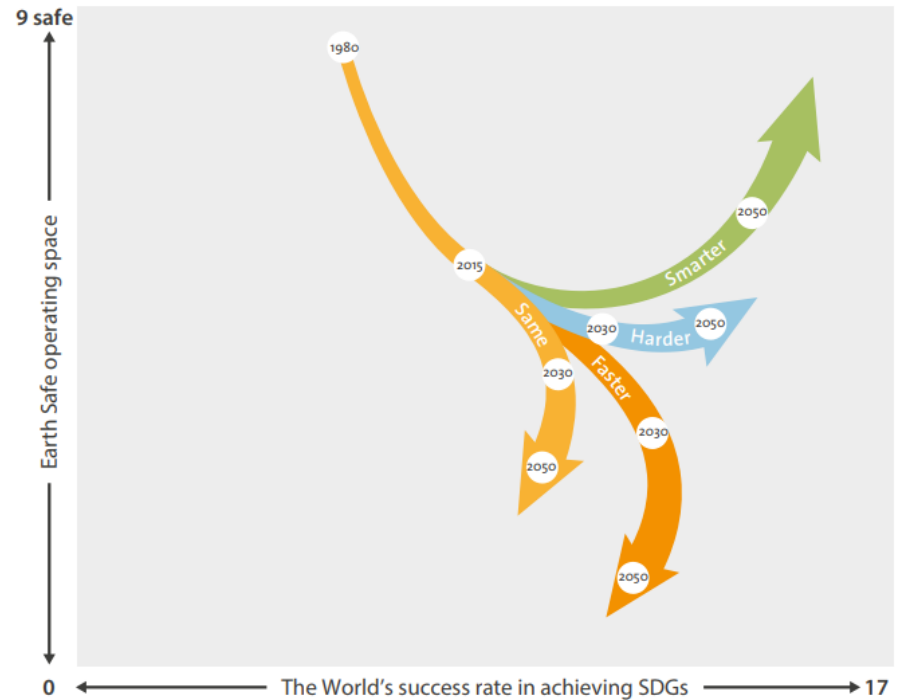 9 safe
1980
Earth Safe operating space
2015
2050
Smarter
Same
2030
2050
Harder
2030
Faster
2030
2050
2050
0
The World's success rate in achieving SDGs
17